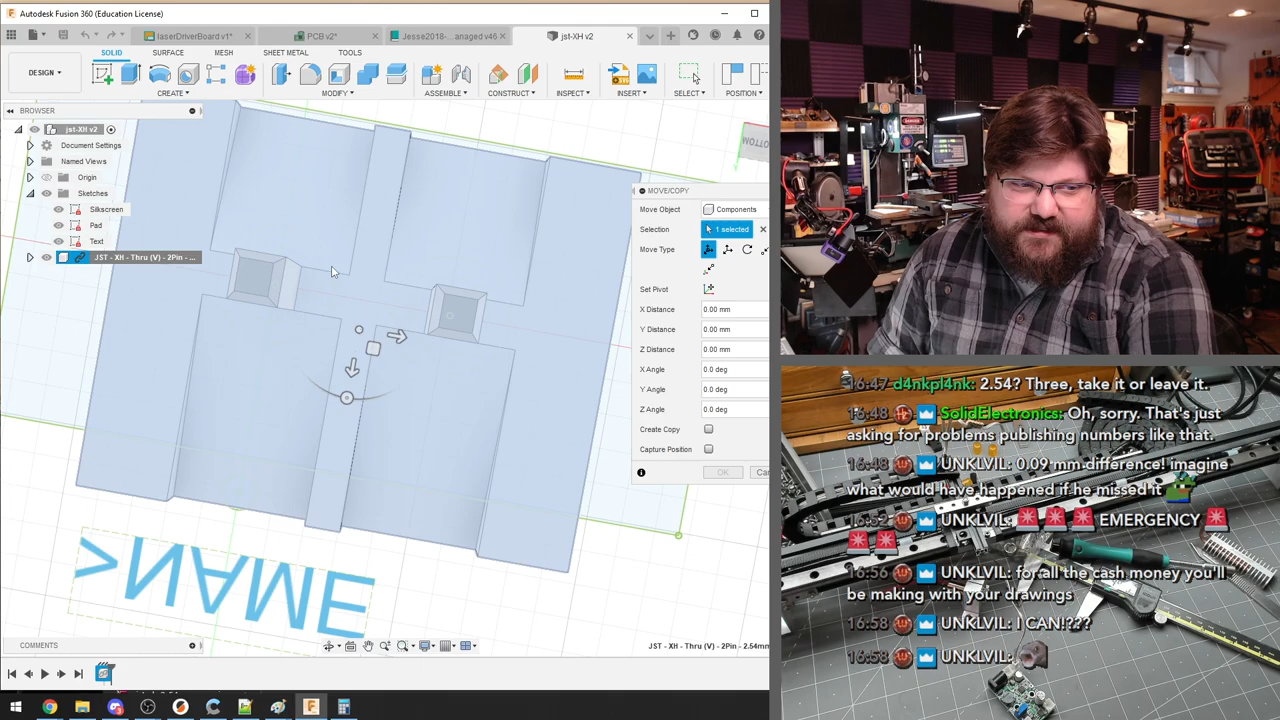 Autodesk Fusion 360 (Education License)
laserDriverBoard v1*
PCB v2*
Jesse2018-...anaged v46
jst-XH v2
SOLID
SURFACE
MESH
SHEET METAL
TOOLS
DESIGN
CREATE
MODIFY
ASSEMBLE
CONSTRUCT
INSPECT
INSERT
SELECT
POSITION
BROWSER
jst-XH v2
Document Settings
Named Views
Origin
Sketches
Silkscreen
Pad
Text
JST - XH - Thru (V) - 2Pin - ...
BOTTOM
MOVE/COPY
Move Object
Components
Selection
1 selected
Move Type
Set Pivot
X Distance
0.00 mm
Y Distance
0.00 mm
Z Distance
0.00 mm
X Angle
0.0 deg
Y Angle
0.0 deg
Z Angle
0.0 deg
Create Copy
Capture Position
OK
>NAME
COMMENTS
JST - XH - Thru (V) - 2Pin - 2.54mm
DANGER
16:47 d4nkpl4nk: 2.54? Three, take it or leave it.
16:48 SolidElectronics: Oh, sorry. That's just
asking for problems publishing numbers like that.
16:48 UNKLVIL: 0.09 mm difference! imagine
what would have happened if he missed it
16:52 UNKLVIL: EMERGENCY
16:56 UNKLVIL: for all the cash money you'll
be making with your drawings
16:58 UNKLVIL: I CAN!???
16:58 UNKLVIL: